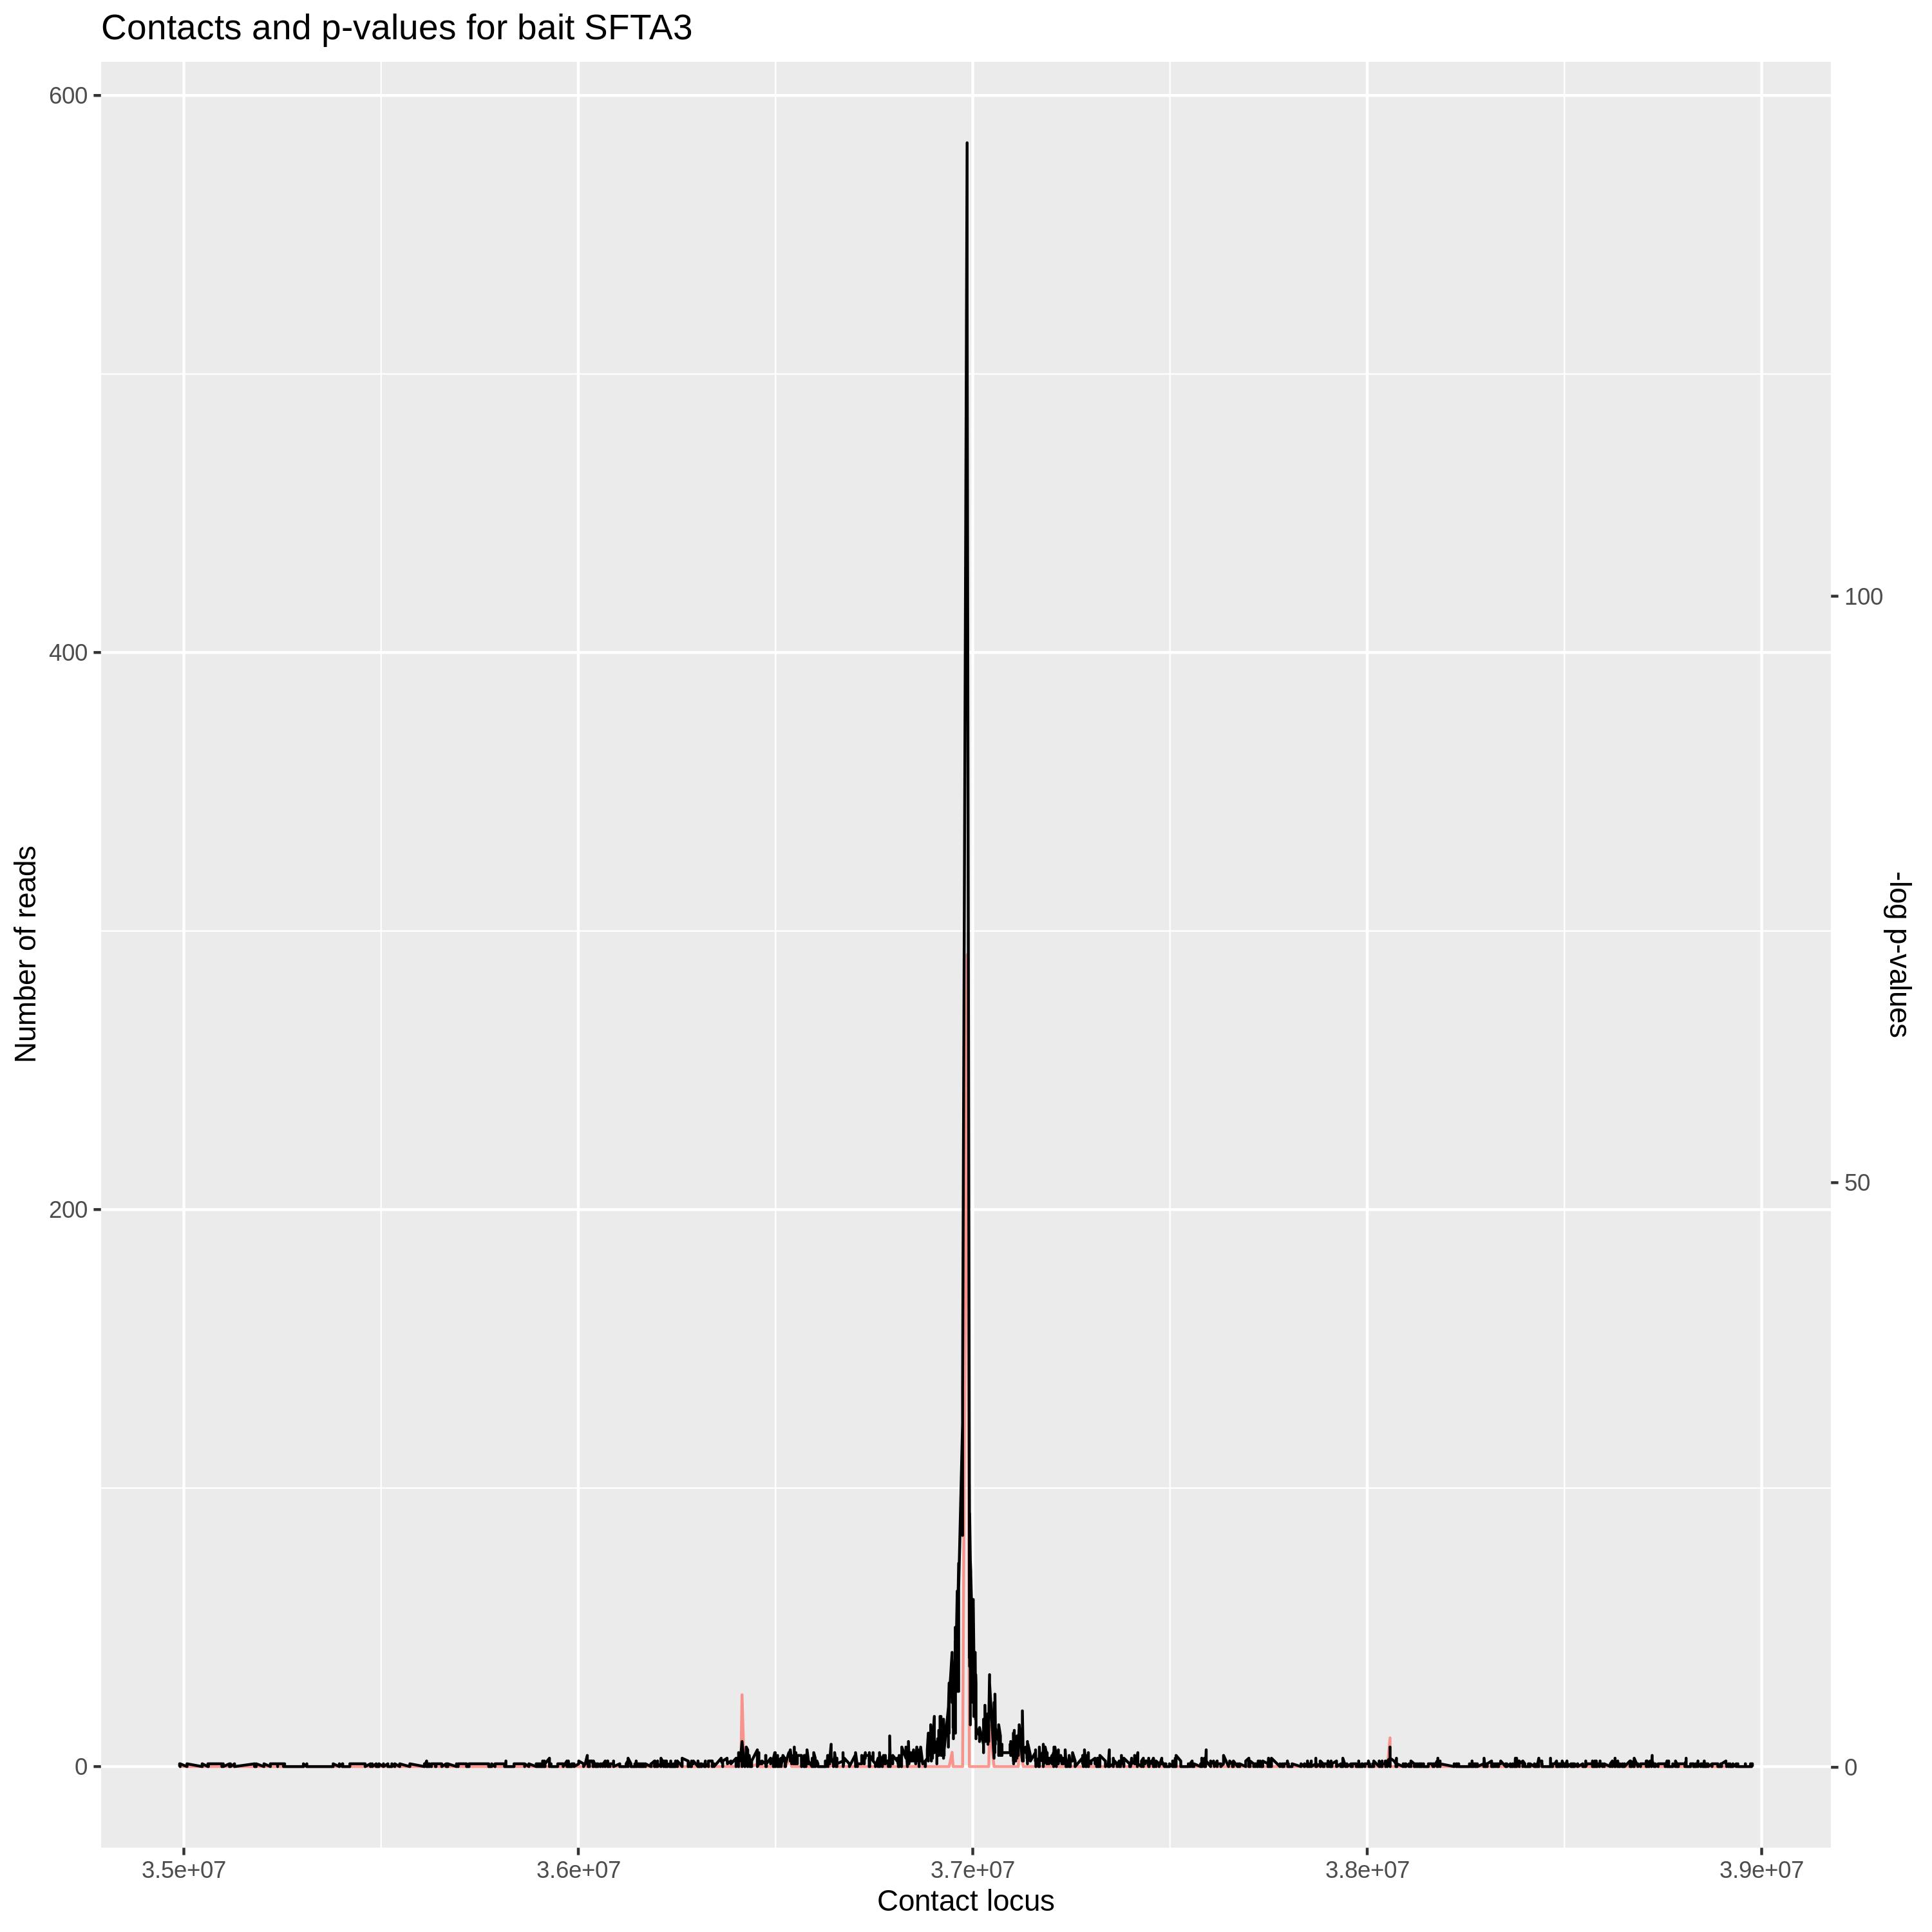 Contacts and p-values for bait SFTA3
600
400
200
0
Number of reads
100
50
0
-log p-values
3.5e+07 3.6e+07 3.7e+07 3.8e+07 3.9e+07
Contact locus